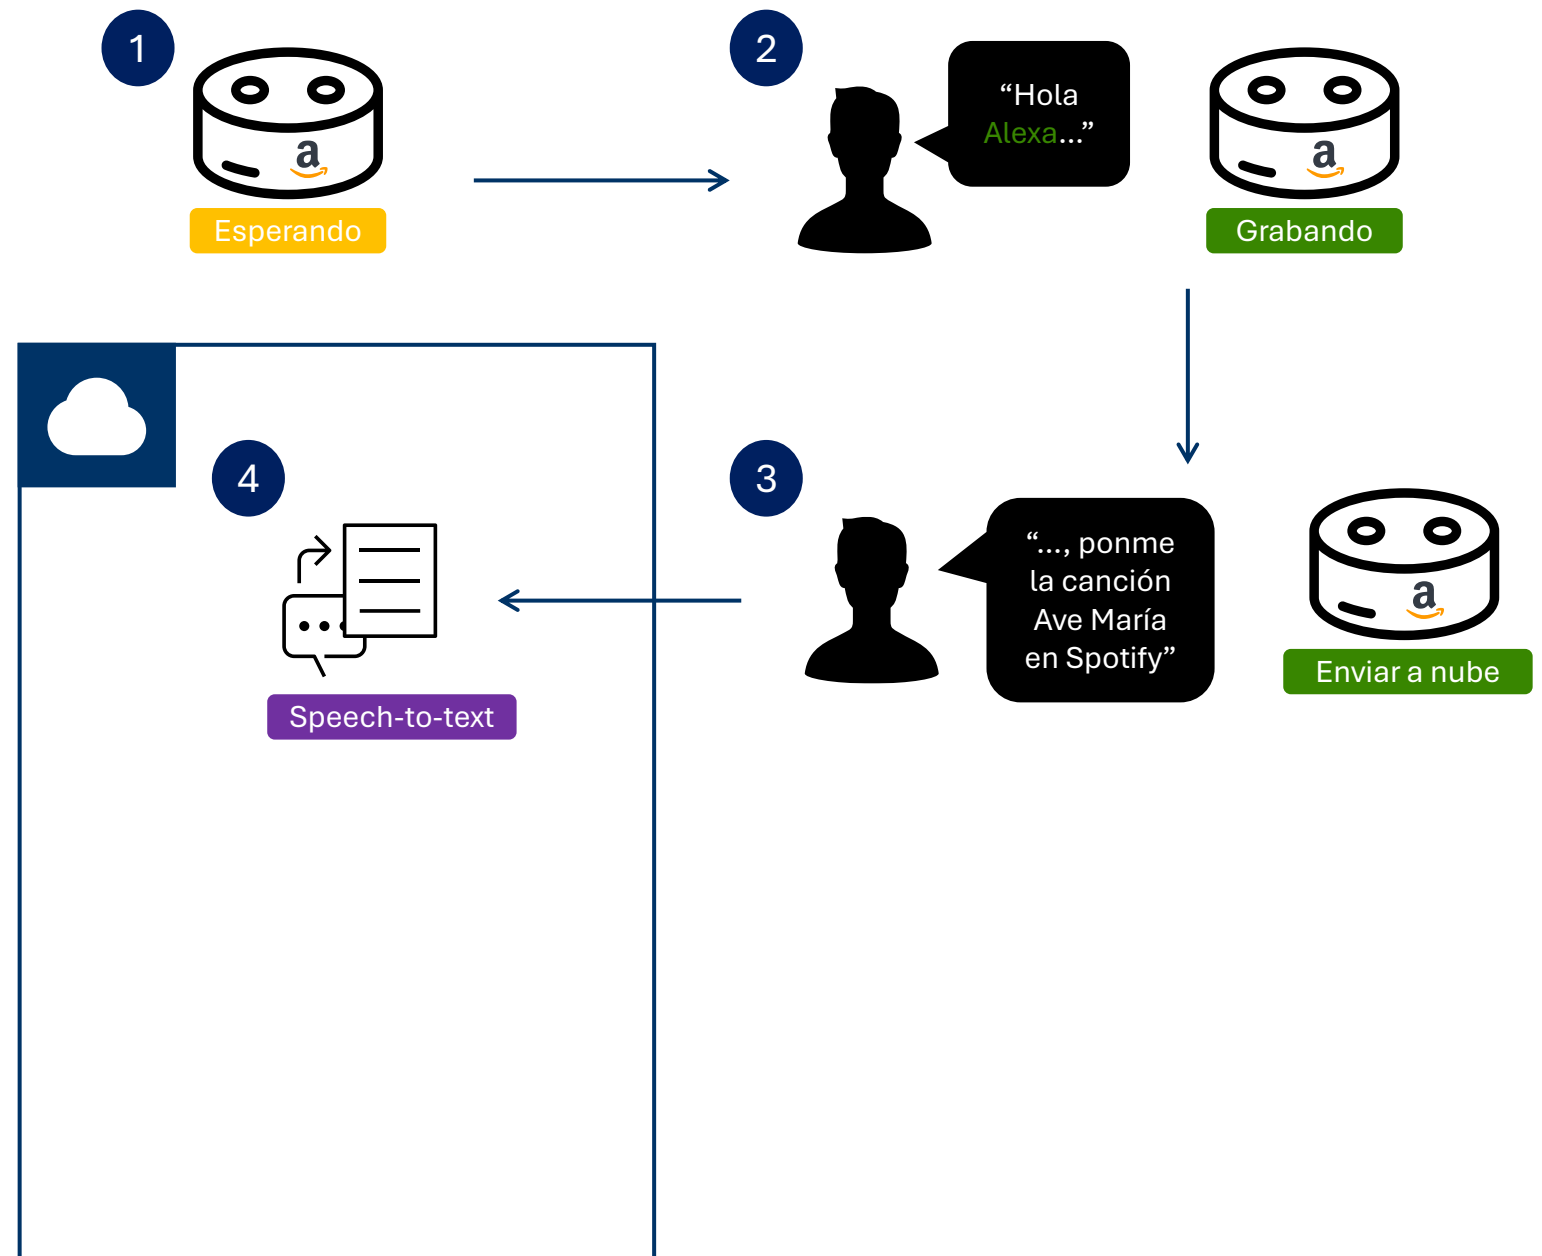 1
Esperando
2
“Hola
Alexa...”
Grabando
3
“..., ponme
la canción
Ave María
en Spotify”
Enviar a nube
4
Speech-to-text
a
a
a